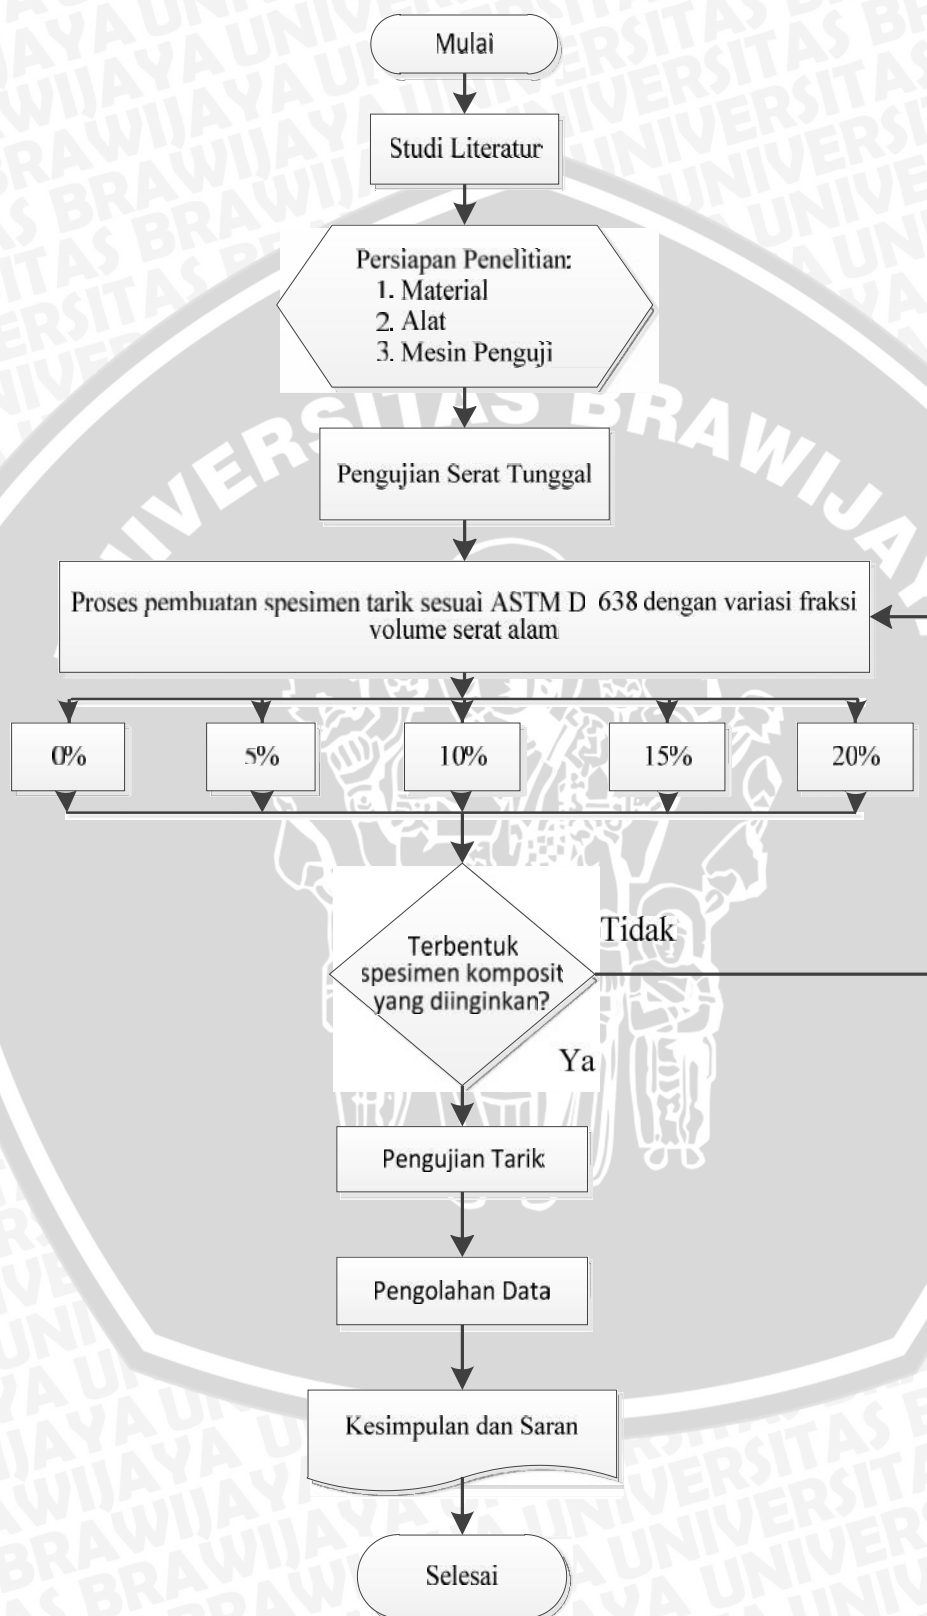 Mulai
Studi Literatur
Persiapan Penelitian:
1. Material
2. Alat
3. Mesin Penguji
Pengujian Serat Tunggal
Proses pembuatan spesimen tarik sesuai ASTM D 638 dengan variasi fraksi
volume serat alam
0% 5% 10% 15% 20%
Terbentuk
spesimen komposit
yang diinginkan?
Tidak
Ya
Pengujian Tarik
Pengolahan Data
Kesimpulan dan Saran
Selesai
UNIVERSITAS BRAWIJAYA